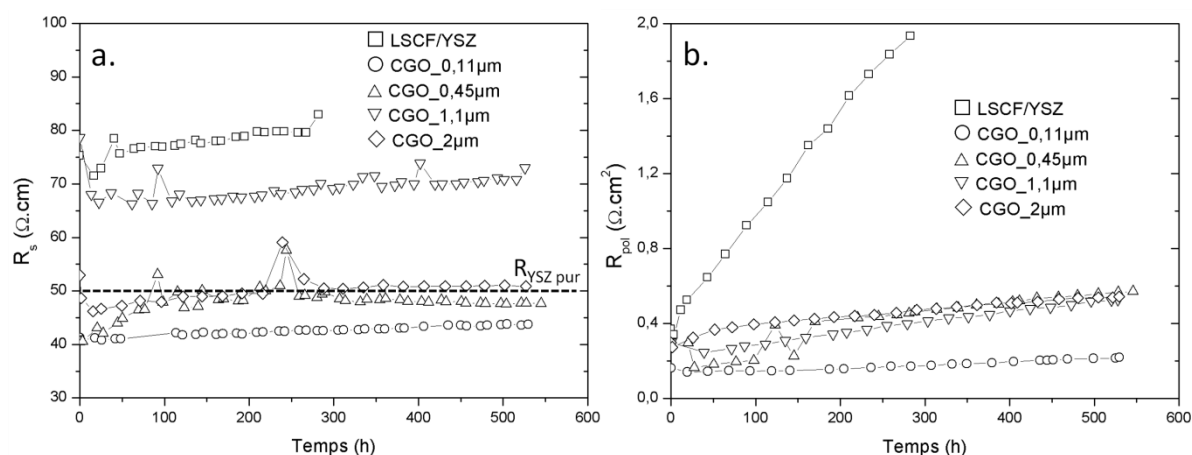 a.
□ LSCF/YSZ
○ CGO_0,11µm
△ CGO_0,45µm
▽ CGO_1,1µm
◇ CGO_2µm
R_YSZ pur
R_s (Ω.cm)
100
90
80
70
60
50
40
30
0 100 200 300 400 500 600
Temps (h)
b.
□ LSCF/YSZ
○ CGO_0,11µm
△ CGO_0,45µm
▽ CGO_1,1µm
◇ CGO_2µm
R_pol (Ω.cm²)
2,0
1,6
1,2
0,8
0,4
0,0
0 100 200 300 400 500 600
Temps (h)